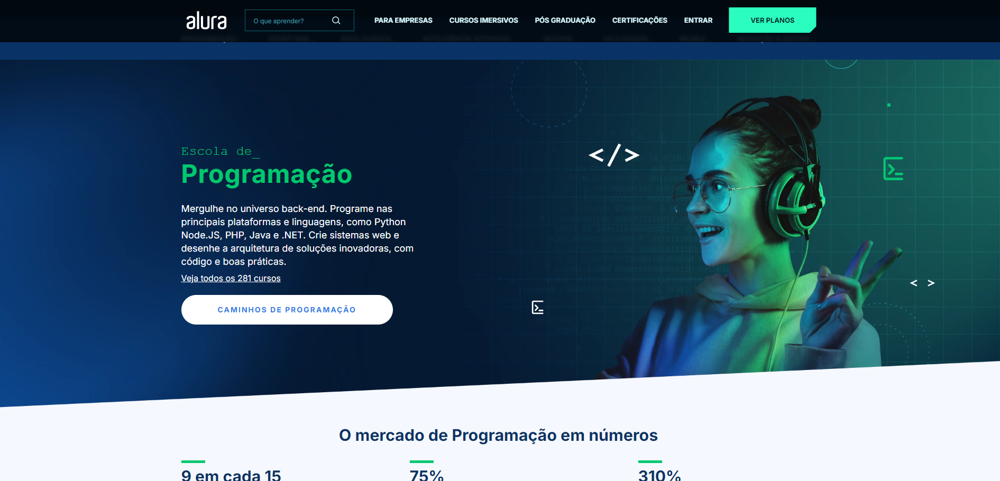 alura
O que aprender?
PARA EMPRESAS
CURSOS IMERSIVOS
PÓS GRADUAÇÃO
CERTIFICAÇÕES
ENTRAR
VER PLANOS
Escola de_
Programação
Mergulhe no universo back-end. Programe nas
principais plataformas e linguagens, como Python
Node.JS, PHP, Java e .NET. Crie sistemas web e
desenhe a arquitetura de soluções inovadoras, com
código e boas práticas.
Veja todos os 281 cursos
CAMINHOS DE PROGRAMAÇÃO
</>
< >
O mercado de Programação em números
9 em cada 15
75%
310%